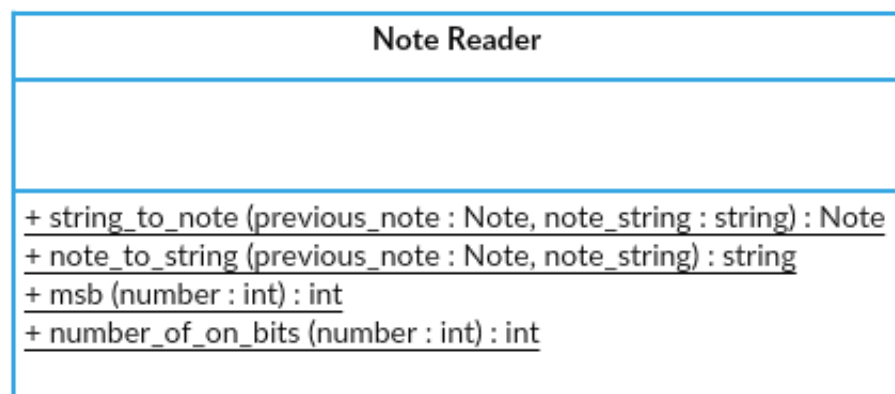 Note Reader
+ string_to_note (previous_note : Note, note_string : string) : Note
+ note_to_string (previous_note : Note, note_string) : string
+ msb (number : int) : int
+ number_of_on_bits (number : int) : int